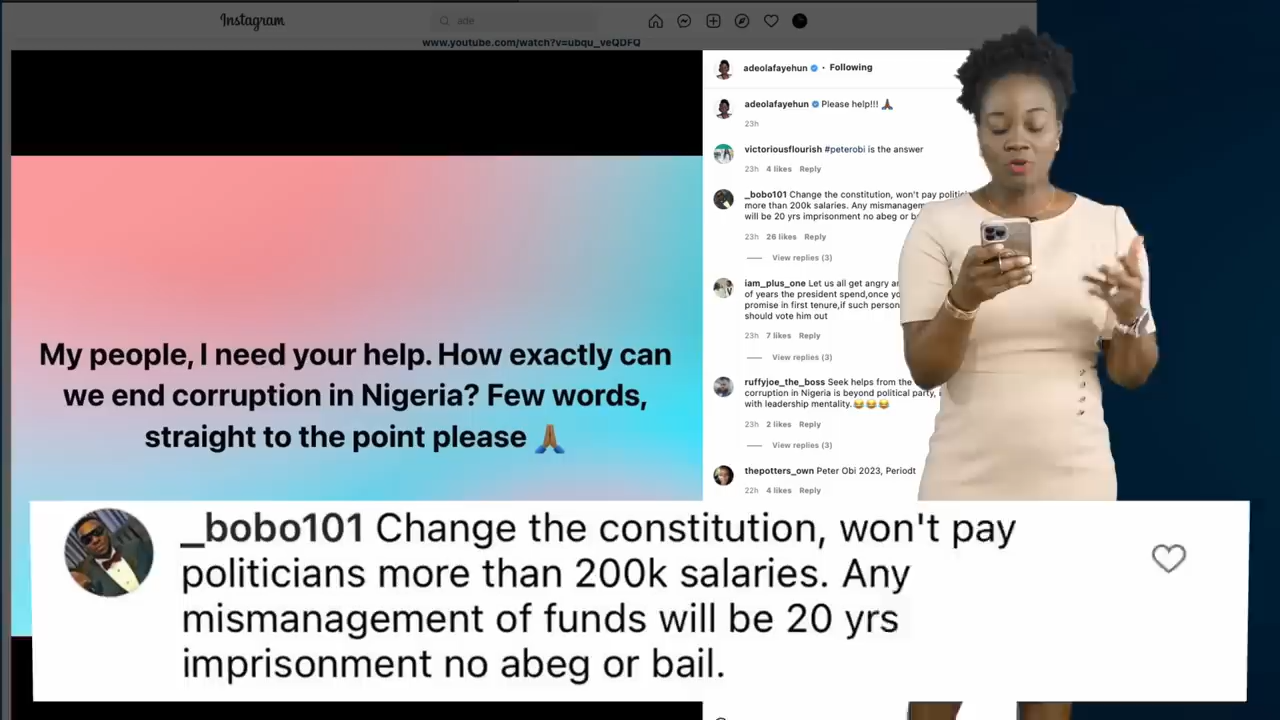 Instagram
ade
www.youtube.com/watch?v=ubqu_veQDFQ
adeolafayehun • Following
adeolafayehun Please help!!! 🙏🏾
23h
victoriousflourish #peterobi is the answer
23h 4 likes Reply
_bobo101 Change the constitution, won't pay
more than 200k salaries. Any
will be 20 yrs imprisonment no abeg or
23h 26 likes Reply
View replies (3)
iam_plus_one Let us all get angry
of years the president spend,once
promise in first tenure,if such
should vote him out
23h 7 likes Reply
View replies (3)
ruffyjoe_the_boss Seek helps from the
corruption in Nigeria is beyond political party,
with leadership mentality.😂😂😂
23h 2 likes Reply
View replies (3)
thepotters_own Peter Obi 2023, Periodt
22h 4 likes Reply
My people, I need your help. How exactly can
we end corruption in Nigeria? Few words,
straight to the point please 🙏🏾
_bobo101 Change the constitution, won't pay
politicians more than 200k salaries. Any
mismanagement of funds will be 20 yrs
imprisonment no abeg or bail.